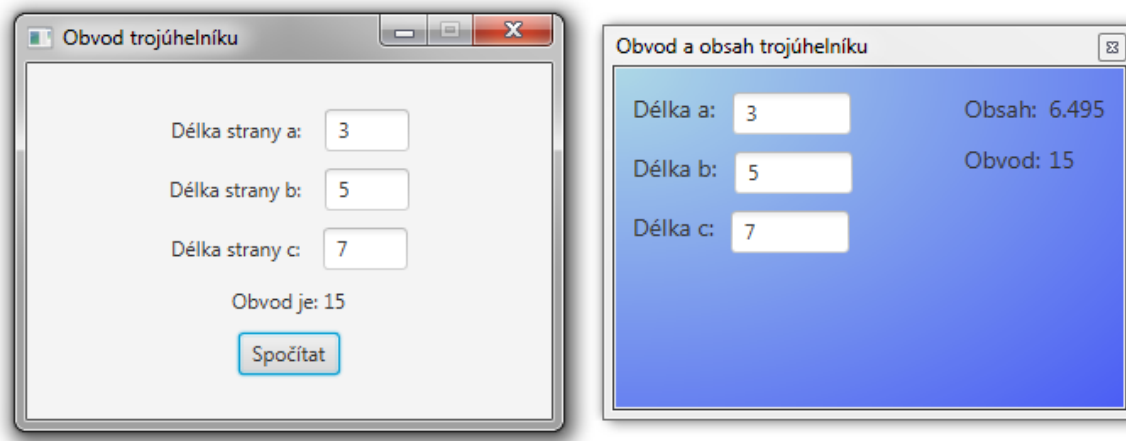 Obvod trojúhelníku
Délka strany a: 3
Délka strany b: 5
Délka strany c: 7
Obvod je: 15
Spočítat
Obvod a obsah trojúhelníku
Délka a: 3
Obsah: 6.495
Délka b: 5
Obvod: 15
Délka c: 7